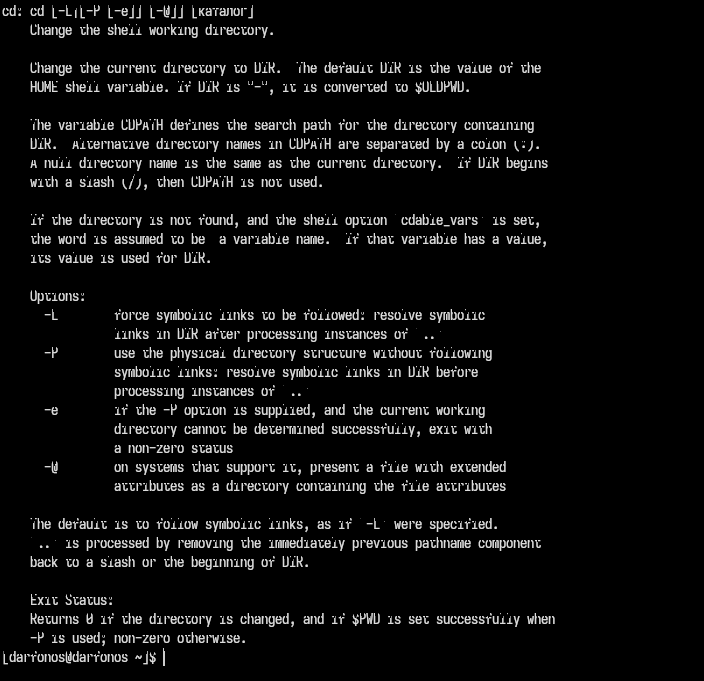 cd: cd [-L|[-P [-e]] [-@]] [каталог]
Change the shell working directory.
Change the current directory to DIR.  The default DIR is the value of the
HOME shell variable. If DIR is "-", it is converted to $OLDPWD.
The variable CDPATH defines the search path for the directory containing
DIR.  Alternative directory names in CDPATH are separated by a colon (:).
A null directory name is the same as the current directory.  If DIR begins
with a slash (/), then CDPATH is not used.
If the directory is not found, and the shell option `cdable_vars' is set,
the word is assumed to be  a variable name.  If that variable has a value,
its value is used for DIR.
Options:
-L	force symbolic links to be followed: resolve symbolic
links in DIR after processing instances of `..'
-P	use the physical directory structure without following
symbolic links: resolve symbolic links in DIR before
processing instances of `..'
-e	if the -P option is supplied, and the current working
directory cannot be determined successfully, exit with
a non-zero status
-@	on systems that support it, present a file with extended
attributes as a directory containing the file attributes
The default is to follow symbolic links, as if `-L' were specified.
`..' is processed by removing the immediately previous pathname component
back to a slash or the beginning of DIR.
Exit Status:
Returns 0 if the directory is changed, and if $PWD is set successfully when
-P is used; non-zero otherwise.
[darfonos@darfonos ~]$